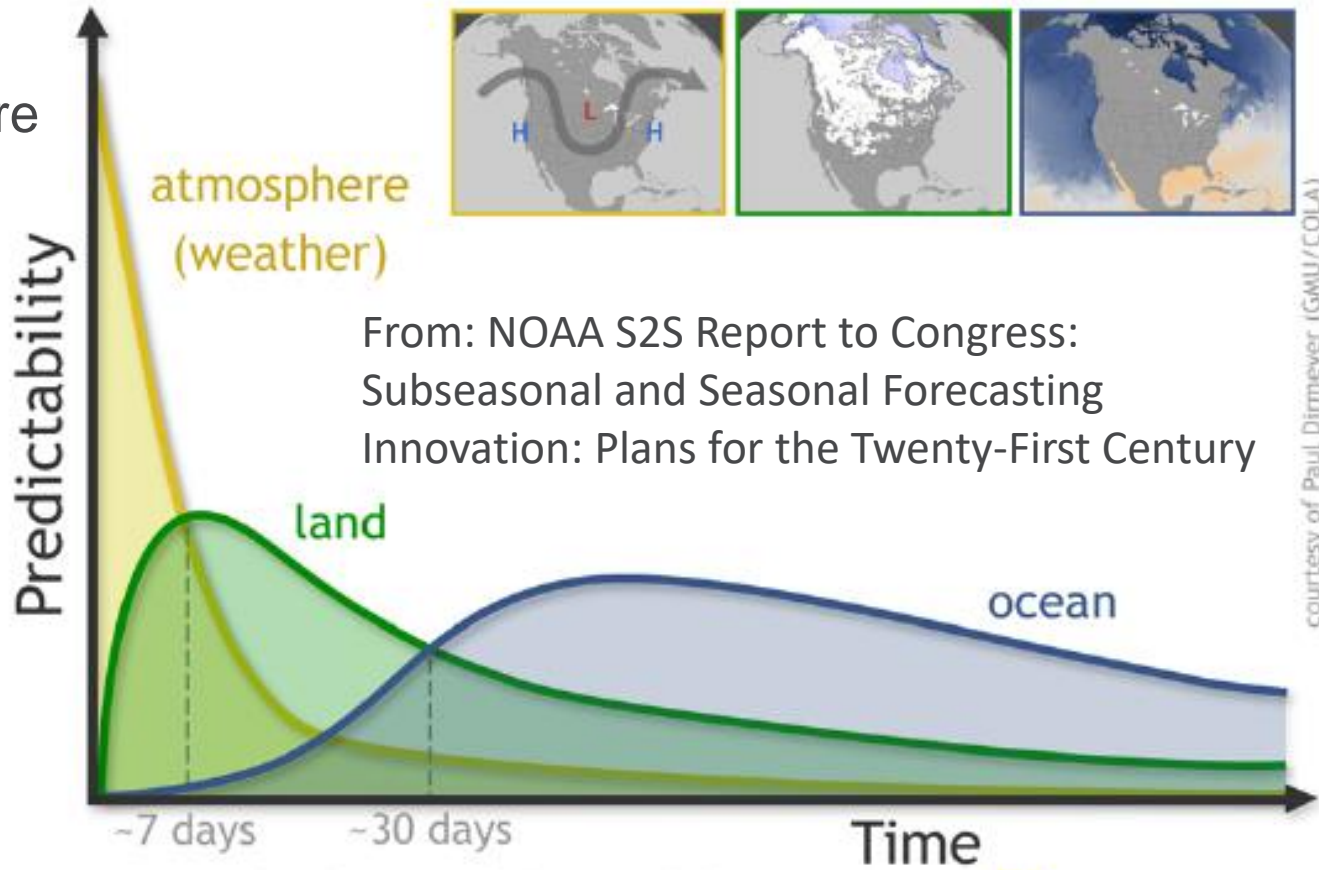 re
H
L
H
atmosphere
(weather)
From: NOAA S2S Report to Congress:
Subseasonal and Seasonal Forecasting
Innovation: Plans for the Twenty-First Century
Predictability
land
ocean
courtesy of Paul Dirmeyer (GMU/COLA)
~7 days
~30 days
Time